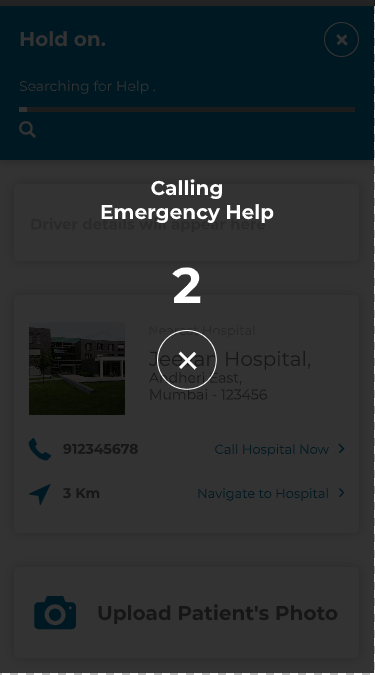 Hold on.
Searching for Help .
Calling
Emergency Help
Driver details will appear here
2
Nearby Hospital
Jeevan Hospital,
Andheri East,
Mumbai - 123456
912345678
Call Hospital Now
3 Km
Navigate to Hospital
Upload Patient's Photo